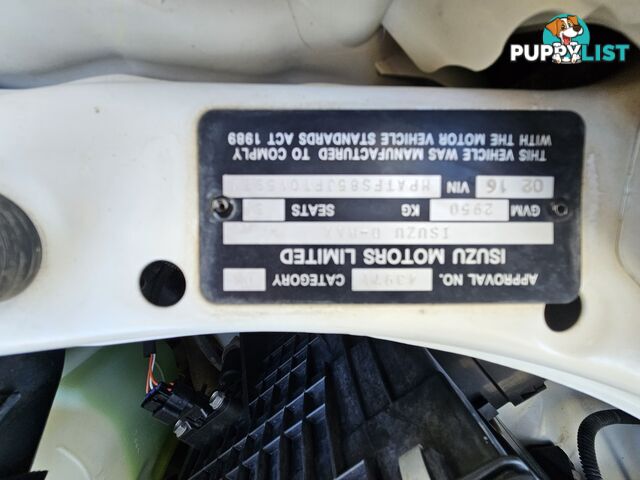 PUPPYLIST
APPROVAL NO. CATEGORY
ISUZU MOTORS LIMITED
ISUZU D-MAX
GVM 2950 KG SEATS
02 16 VIN
THIS VEHICLE WAS MANUFACTURED TO COMPLY
WITH THE MOTOR VEHICLE STANDARDS ACT 1989